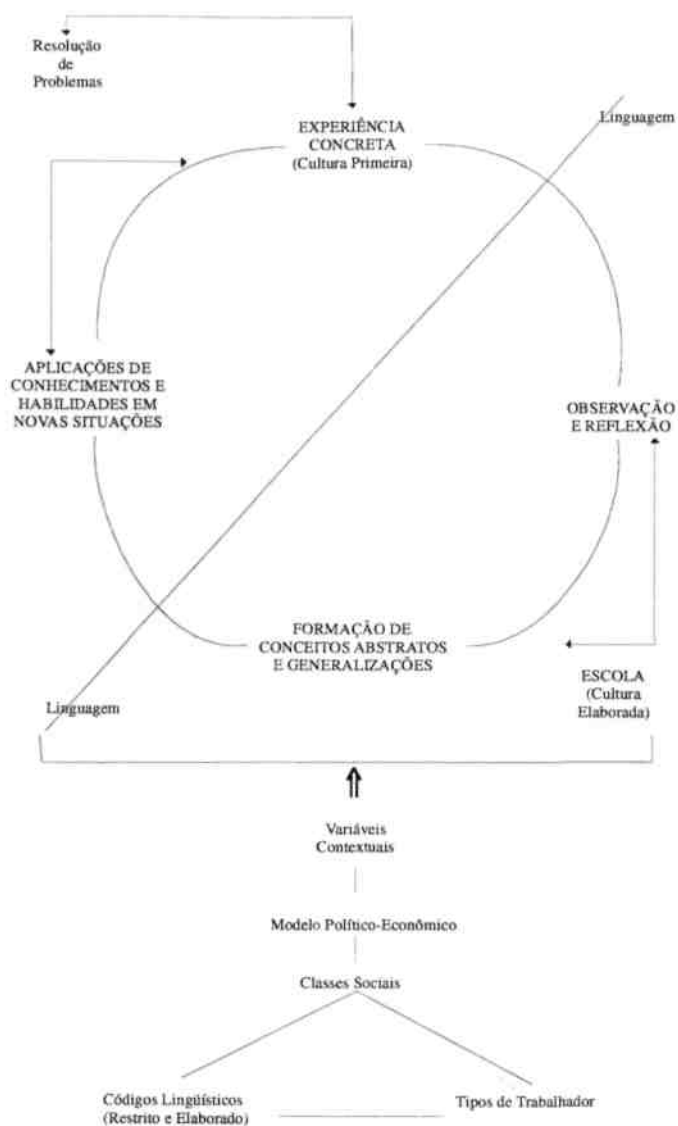 Resolução
de
Problemas
EXPERIÊNCIA
CONCRETA
(Cultura Primeira)
Linguagem
APLICAÇÕES DE
CONHECIMENTOS E
HABILIDADES EM
NOVAS SITUAÇÕES
OBSERVAÇÃO
E REFLEXÃO
FORMAÇÃO DE
CONCEITOS ABSTRATOS
E GENERALIZAÇÕES
ESCOLA
(Cultura
Elaborada)
Linguagem
Variáveis
Contextuais
Modelo Político-Econômico
Classes Sociais
Códigos Lingüísticos
(Restrito e Elaborado)
Tipos de Trabalhador